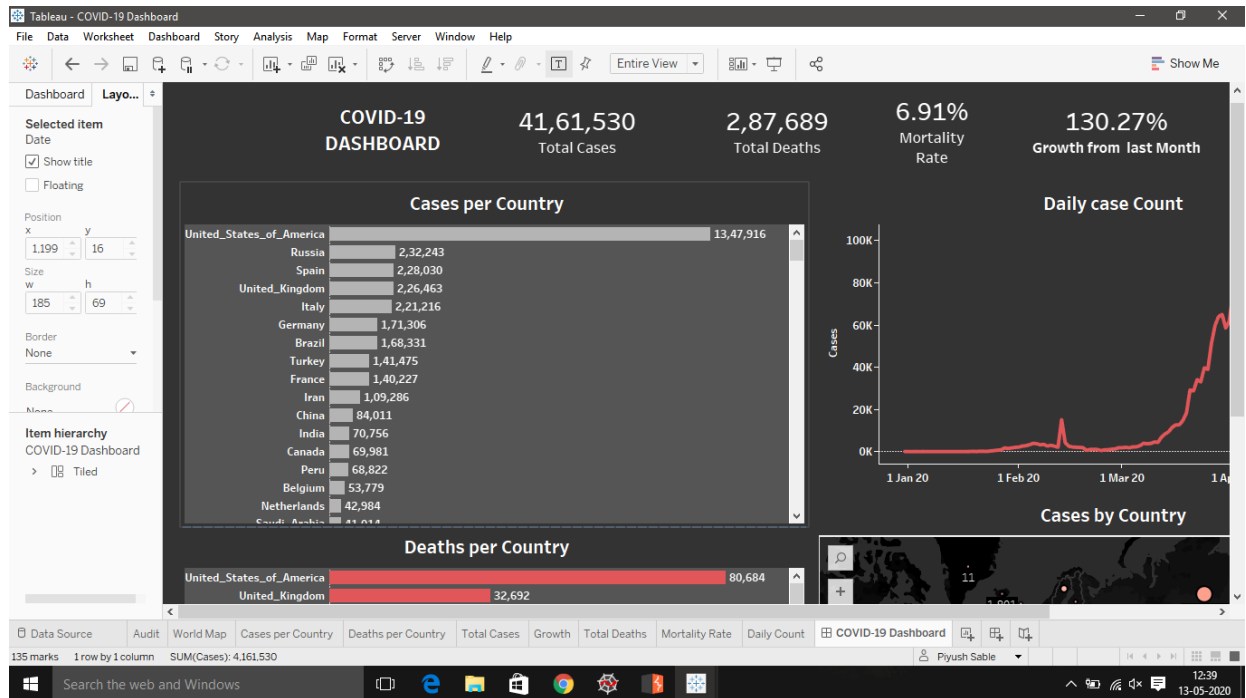 Tableau - COVID-19 Dashboard
File Data Worksheet Dashboard Story Analysis Map Format Server Window Help
Entire View
Show Me
Dashboard Layo...
Selected item
Date
Show title
Floating
Position
x y
1,199 16
Size
w h
185 69
Border
None
Background
None
Item hierarchy
COVID-19 Dashboard
Tiled
COVID-19
DASHBOARD
41,61,530
Total Cases
2,87,689
Total Deaths
6.91%
Mortality
Rate
130.27%
Growth from last Month
Cases per Country
United_States_of_America 13,47,916
Russia 2,32,243
Spain 2,28,030
United_Kingdom 2,26,463
Italy 2,21,216
Germany 1,71,306
Brazil 1,68,331
Turkey 1,41,475
France 1,40,227
Iran 1,09,286
China 84,011
India 70,756
Canada 69,981
Peru 68,822
Belgium 53,779
Netherlands 42,984
Saudi_Arabia 41,014
Daily case Count
100K
80K
60K
40K
20K
0K
Cases
1 Jan 20 1 Feb 20 1 Mar 20 1 A
Deaths per Country
United_States_of_America 80,684
United_Kingdom 32,692
Cases by Country
11
Data Source Audit World Map Cases per Country Deaths per Country Total Cases Growth Total Deaths Mortality Rate Daily Count COVID-19 Dashboard
135 marks 1 row by 1 column SUM(Cases): 4,161,530
Piyush Sable
Search the web and Windows
12:39
13-05-2020